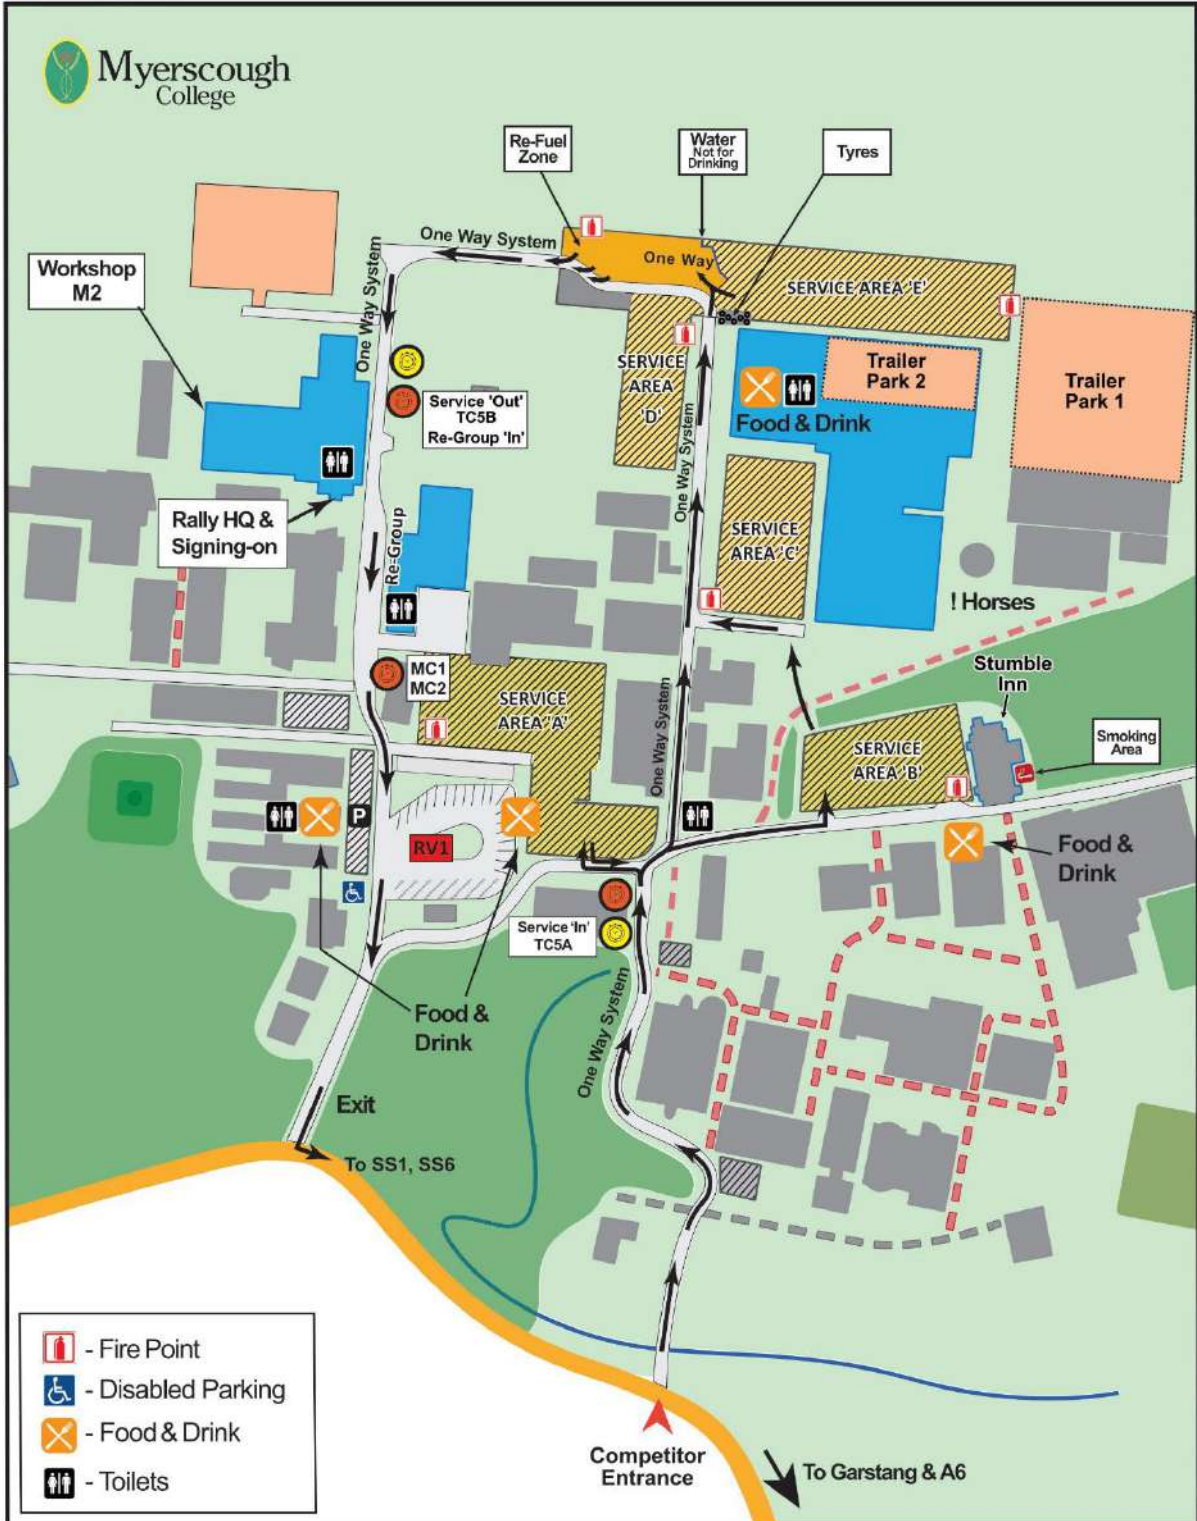 Myerscough
College
Re-Fuel
Zone
Water
Not for
Drinking
Tyres
One Way System
One Way
SERVICE AREA 'E'
Workshop
M2
One Way System
SERVICE
AREA
'D'
Trailer
Park 2
Trailer
Park 1
Service 'Out'
TC5B
Re-Group 'In'
Food & Drink
One Way System
Rally HQ &
Signing-on
Re-Group
SERVICE
AREA 'C'
! Horses
MC1
MC2
SERVICE
AREA 'A'
Stumble
Inn
One Way System
SERVICE
AREA 'B'
Smoking
Area
P
RV1
Food &
Drink
Service 'In'
TC5A
Food &
Drink
One Way System
Exit
To SS1, SS6
- Fire Point
- Disabled Parking
- Food & Drink
- Toilets
Competitor
Entrance
To Garstang & A6